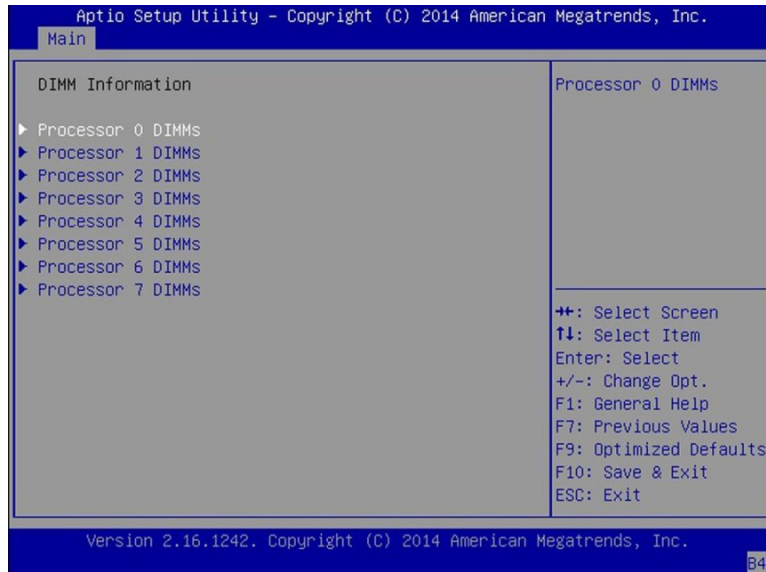 Aptio Setup Utility – Copyright (C) 2014 American Megatrends, Inc.
Main
DIMM Information
Processor 0 DIMMs
Processor 1 DIMMs
Processor 2 DIMMs
Processor 3 DIMMs
Processor 4 DIMMs
Processor 5 DIMMs
Processor 6 DIMMs
Processor 7 DIMMs
Processor 0 DIMMs
→←: Select Screen
↑↓: Select Item
Enter: Select
+/-: Change Opt.
F1: General Help
F7: Previous Values
F9: Optimized Defaults
F10: Save & Exit
ESC: Exit
Version 2.16.1242. Copyright (C) 2014 American Megatrends, Inc.
B4